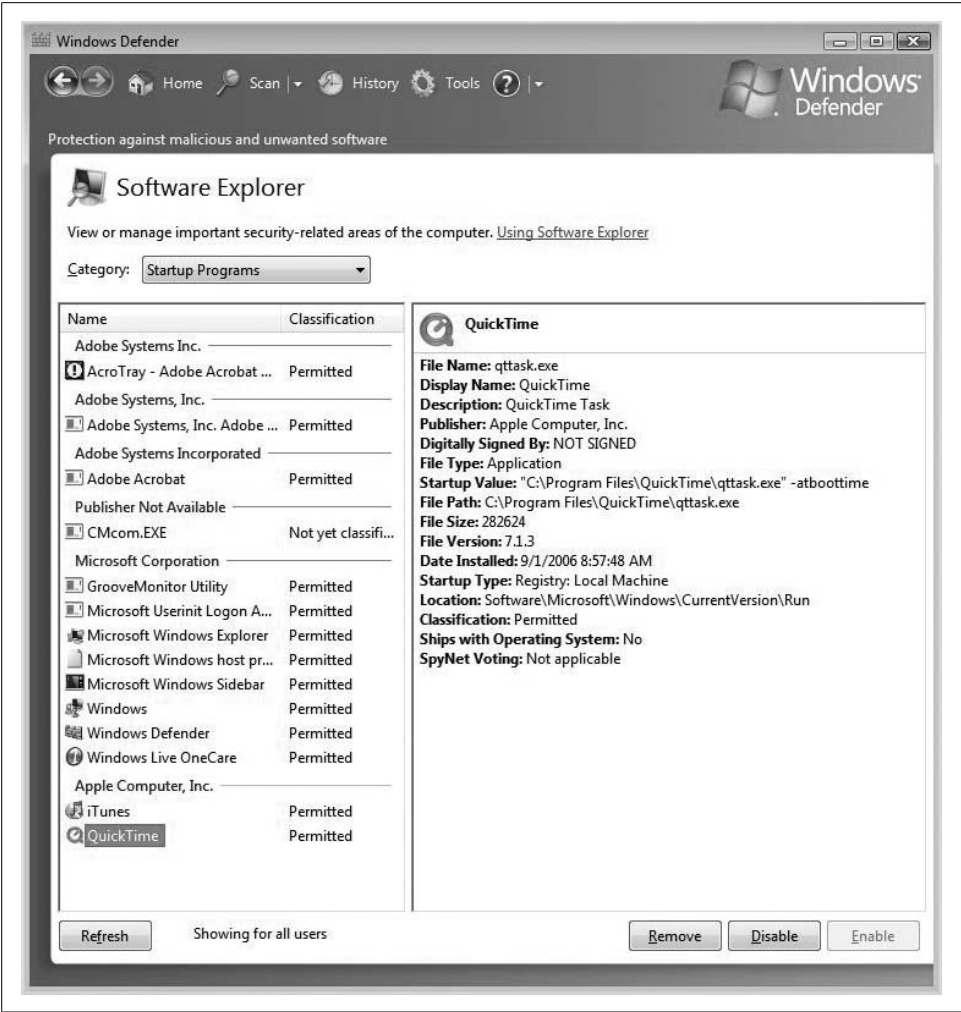 Windows Defender
Home Scan History Tools ?
Windows
Defender
Protection against malicious and unwanted software
Software Explorer
View or manage important security-related areas of the computer. Using Software Explorer
Category: Startup Programs
Name Classification
Adobe Systems Inc.
AcroTray - Adobe Acrobat ... Permitted
Adobe Systems, Inc.
Adobe Systems, Inc. Adobe ... Permitted
Adobe Systems Incorporated
Adobe Acrobat Permitted
Publisher Not Available
CMcom.EXE Not yet classifi...
Microsoft Corporation
GrooveMonitor Utility Permitted
Microsoft Userinit Logon A... Permitted
Microsoft Windows Explorer Permitted
Microsoft Windows host pr... Permitted
Microsoft Windows Sidebar Permitted
Windows Permitted
Windows Defender Permitted
Windows Live OneCare Permitted
Apple Computer, Inc.
iTunes Permitted
QuickTime Permitted
QuickTime
File Name: qttask.exe
Display Name: QuickTime
Description: QuickTime Task
Publisher: Apple Computer, Inc.
Digitally Signed By: NOT SIGNED
File Type: Application
Startup Value: "C:\Program Files\QuickTime\qttask.exe" -atboottime
File Path: C:\Program Files\QuickTime\qttask.exe
File Size: 282624
File Version: 7.1.3
Date Installed: 9/1/2006 8:57:48 AM
Startup Type: Registry: Local Machine
Location: Software\Microsoft\Windows\CurrentVersion\Run
Classification: Permitted
Ships with Operating System: No
SpyNet Voting: Not applicable
Refresh Showing for all users Remove Disable Enable